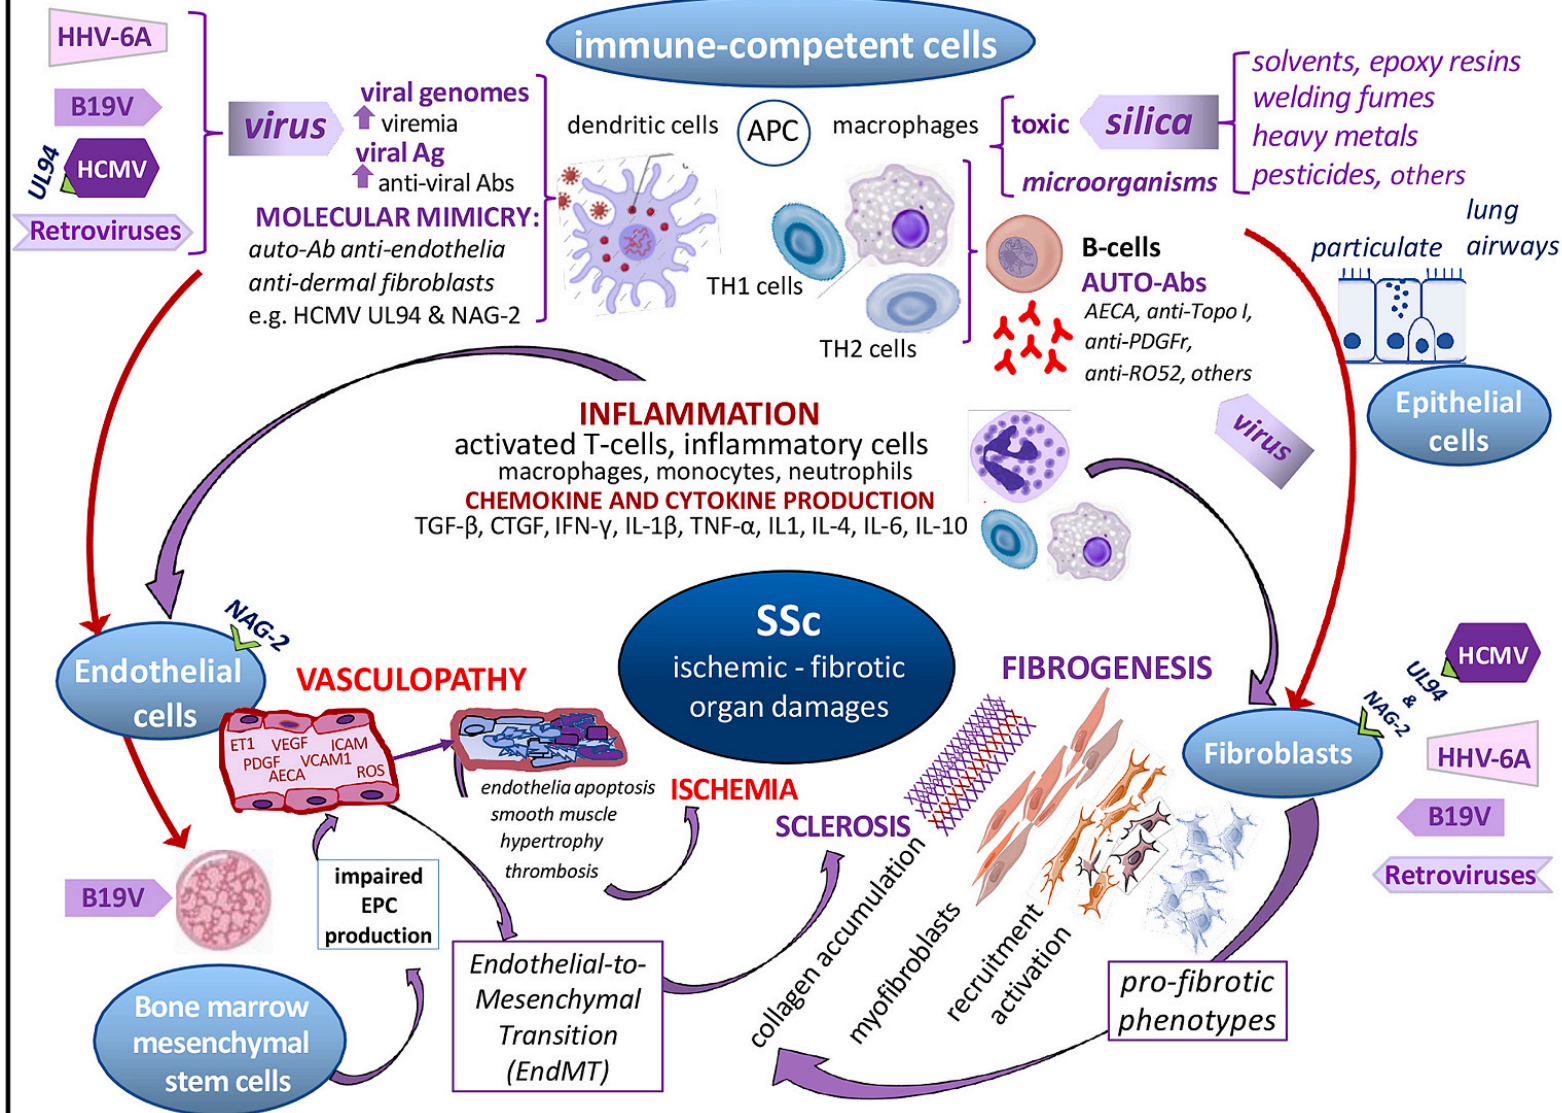 immune-competent cells
HHV-6A
B19V
UL94
HCMV
Retroviruses
virus
viral genomes
viremia
viral Ag
anti-viral Abs
MOLECULAR MIMICRY:
auto-Ab anti-endothelia
anti-dermal fibroblasts
e.g. HCMV UL94 & NAG-2
dendritic cells
APC
macrophages
TH1 cells
TH2 cells
toxic
silica
microorganisms
solvents, epoxy resins
welding fumes
heavy metals
pesticides, others
B-cells
AUTO-Abs
AECA, anti-Topo I,
anti-PDGFr,
anti-RO52, others
lung
particulate airways
Epithelial
cells
virus
INFLAMMATION
activated T-cells, inflammatory cells
macrophages, monocytes, neutrophils
CHEMOKINE AND CYTOKINE PRODUCTION
TGF-β, CTGF, IFN-γ, IL-1β, TNF-α, IL1, IL-4, IL-6, IL-10
SSc
ischemic - fibrotic
organ damages
NAG-2
Endothelial
cells
VASCULOPATHY
ET1 VEGF ICAM
PDGF VCAM1
AECA ROS
endothelia apoptosis
smooth muscle
hypertrophy
thrombosis
ISCHEMIA
SCLEROSIS
FIBROGENESIS
collagen accumulation
myofibroblasts
recruitment
activation
Fibroblasts
HCMV
UL94
&
NAG-2
HHV-6A
B19V
Retroviruses
pro-fibrotic
phenotypes
B19V
impaired
EPC
production
Bone marrow
mesenchymal
stem cells
Endothelial-to-
Mesenchymal
Transition
(EndMT)